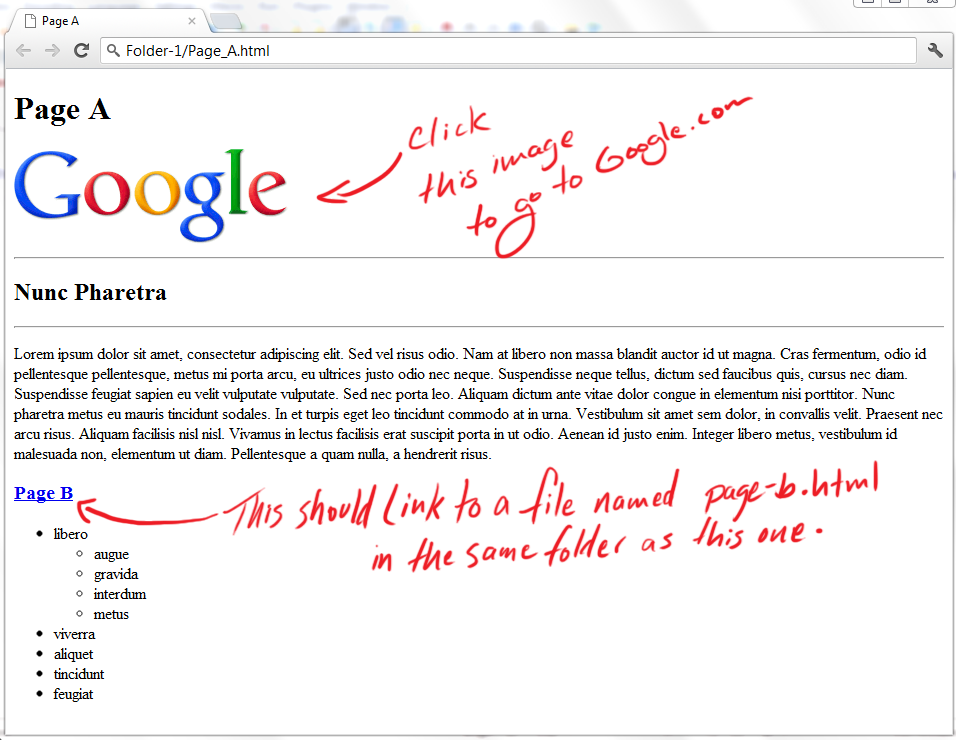 Page A
Folder-1/Page_A.html
Page A
Google
Click
this image
to go to Google.com
Nunc Pharetra
Lorem ipsum dolor sit amet, consectetur adipiscing elit. Sed vel risus odio. Nam at libero non massa blandit auctor id ut magna. Cras fermentum, odio id
pellentesque pellentesque, metus mi porta arcu, eu ultrices justo odio nec neque. Suspendisse neque tellus, dictum sed faucibus quis, cursus nec diam.
Suspendisse feugiat sapien eu velit vulputate vulputate. Sed nec porta leo. Aliquam dictum ante vitae dolor congue in elementum nisi porttitor. Nunc
pharetra metus eu mauris tincidunt sodales. In et turpis eget leo tincidunt commodo at in urna. Vestibulum sit amet sem dolor, in convallis velit. Praesent nec
arcu risus. Aliquam facilisis nisl nisl. Vivamus in lectus facilisis erat suscipit porta in ut odio. Aenean id justo enim. Integer libero metus, vestibulum id
malesuada non, elementum ut diam. Pellentesque a quam nulla, a hendrerit risus.
Page B
This should link to a file named page-b.html
in the same folder as this one.
libero
augue
gravida
interdum
metus
viverra
aliquet
tincidunt
feugiat